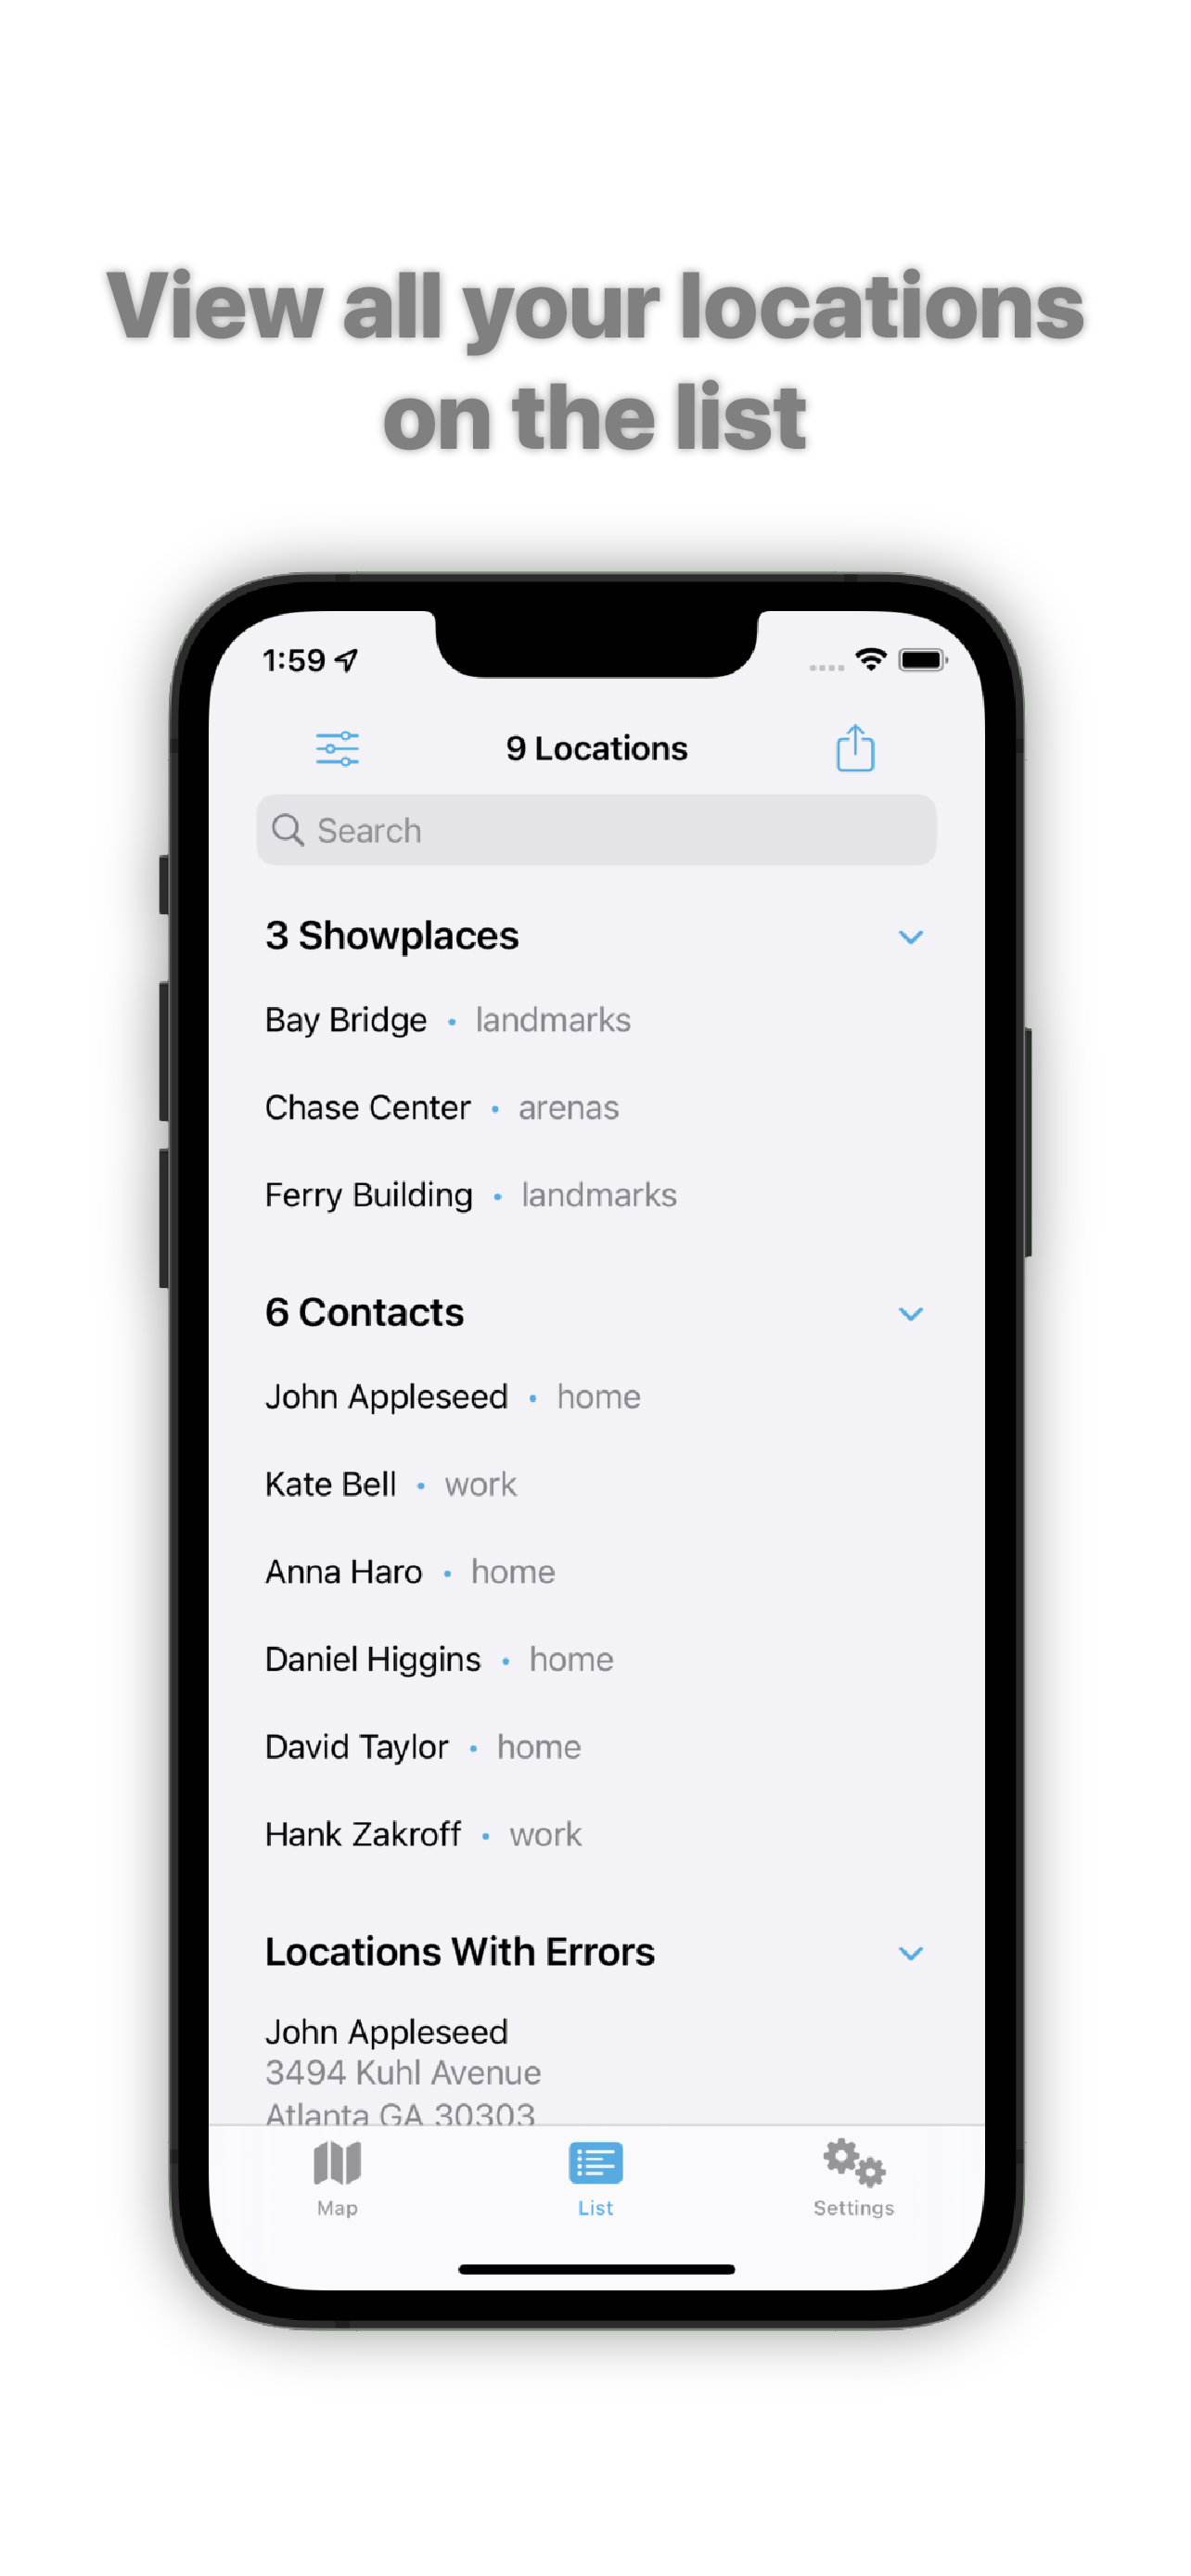 View all your locations
on the list
1:59
9 Locations
Search
3 Showplaces
Bay Bridge • landmarks
Chase Center • arenas
Ferry Building • landmarks
6 Contacts
John Appleseed • home
Kate Bell • work
Anna Haro • home
Daniel Higgins • home
David Taylor • home
Hank Zakroff • work
Locations With Errors
John Appleseed
3494 Kuhl Avenue
Atlanta GA 30303
Map
List
Settings